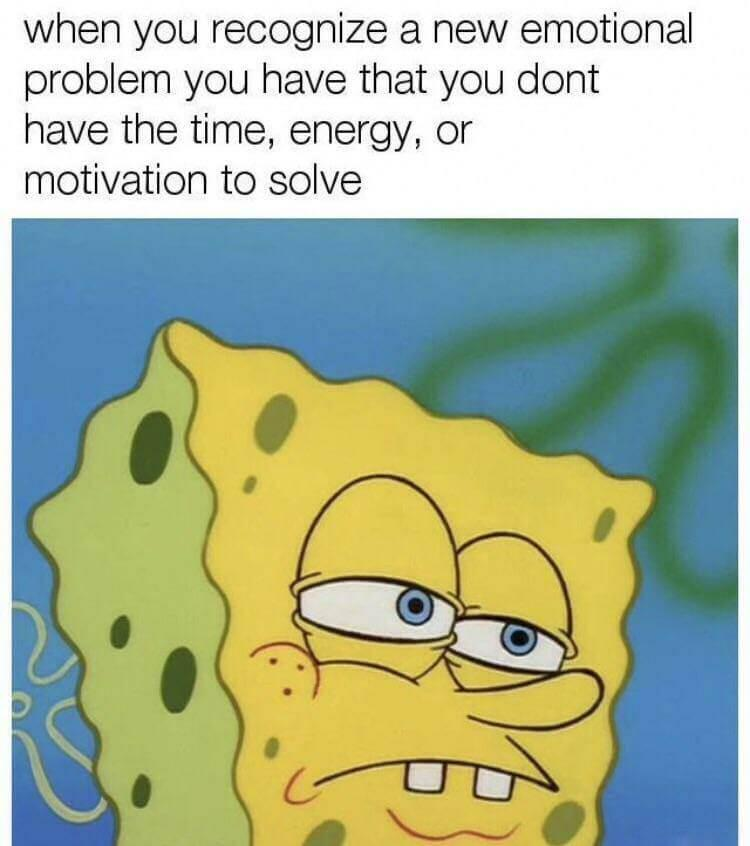 when you recognize a new emotional
problem you have that you dont
have the time, energy, or
motivation to solve